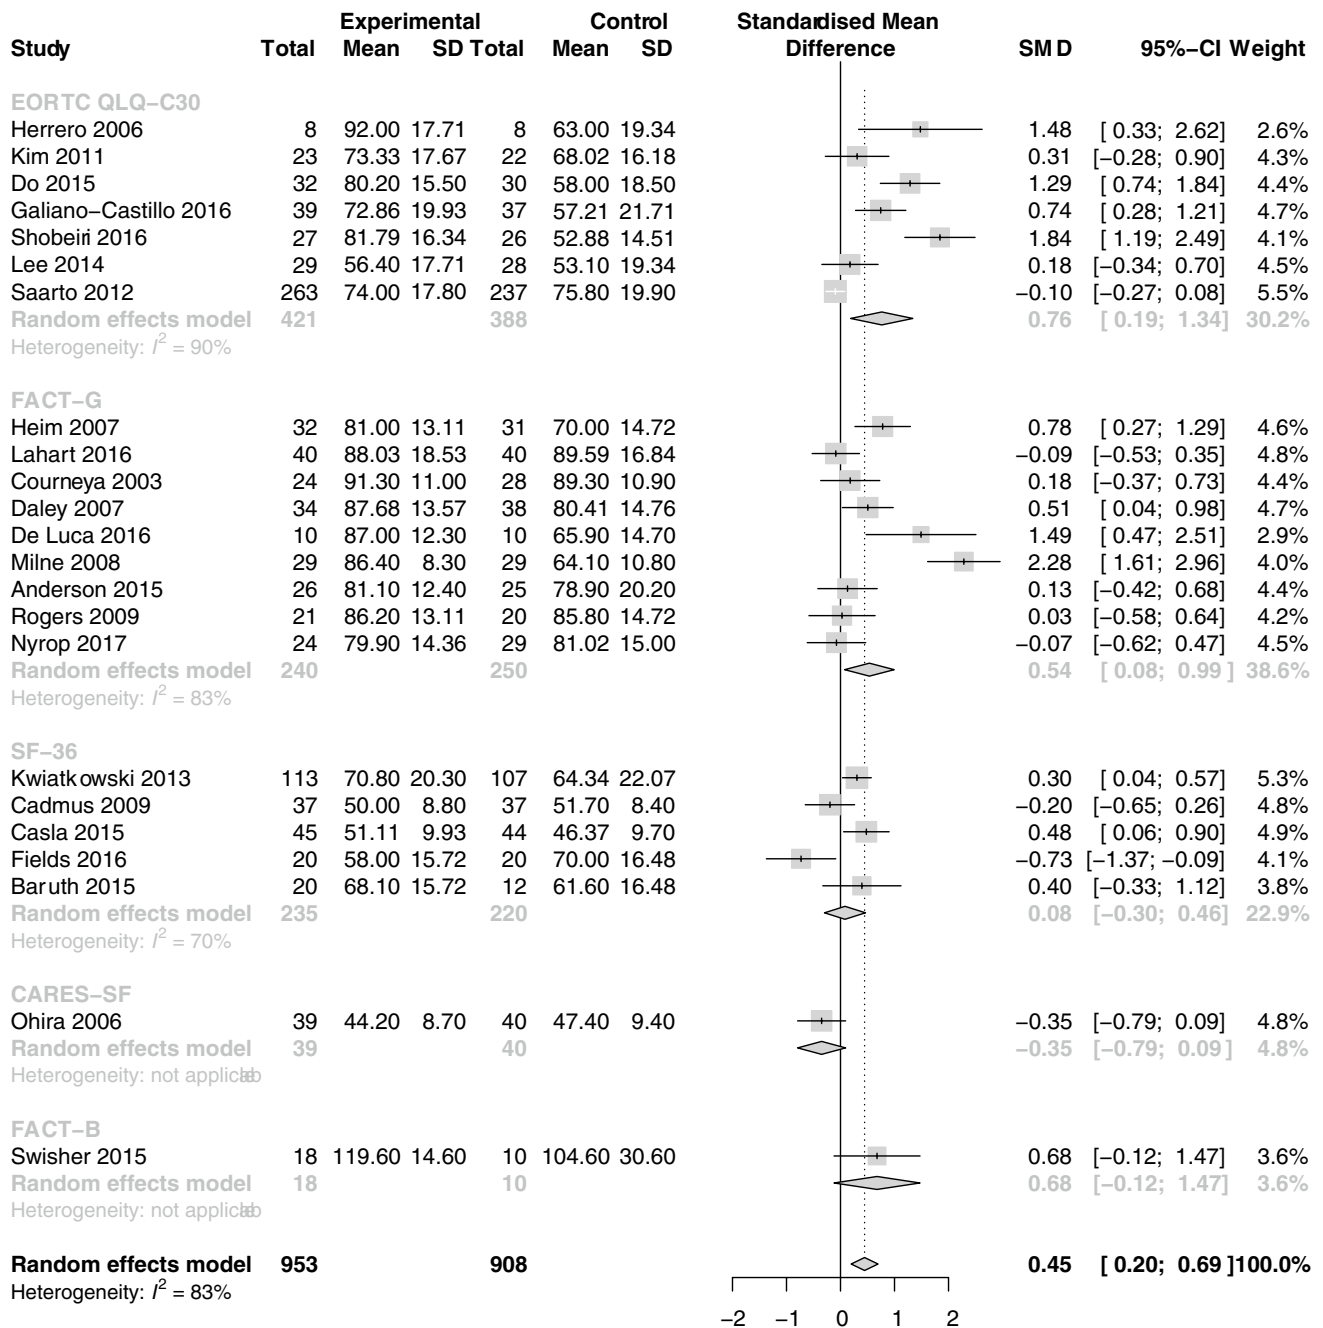 Experimental Control Standardised Mean
Study Total Mean SD Total Mean SD Difference SMD 95%−CI Weight
EORTC QLQ−C30
Herrero 2006 8 92.00 17.71 8 63.00 19.34 1.48 [ 0.33; 2.62] 2.6%
Kim 2011 23 73.33 17.67 22 68.02 16.18 0.31 [−0.28; 0.90] 4.3%
Do 2015 32 80.20 15.50 30 58.00 18.50 1.29 [ 0.74; 1.84] 4.4%
Galiano−Castillo 2016 39 72.86 19.93 37 57.21 21.71 0.74 [ 0.28; 1.21] 4.7%
Shobeiri 2016 27 81.79 16.34 26 52.88 14.51 1.84 [ 1.19; 2.49] 4.1%
Lee 2014 29 56.40 17.71 28 53.10 19.34 0.18 [−0.34; 0.70] 4.5%
Saarto 2012 263 74.00 17.80 237 75.80 19.90 −0.10 [−0.27; 0.08] 5.5%
Random effects model 421 388 0.76 [ 0.19; 1.34] 30.2%
Heterogeneity: I² = 90%
FACT−G
Heim 2007 32 81.00 13.11 31 70.00 14.72 0.78 [ 0.27; 1.29] 4.6%
Lahart 2016 40 88.03 18.53 40 89.59 16.84 −0.09 [−0.53; 0.35] 4.8%
Courneya 2003 24 91.30 11.00 28 89.30 10.90 0.18 [−0.37; 0.73] 4.4%
Daley 2007 34 87.68 13.57 38 80.41 14.76 0.51 [ 0.04; 0.98] 4.7%
De Luca 2016 10 87.00 12.30 10 65.90 14.70 1.49 [ 0.47; 2.51] 2.9%
Milne 2008 29 86.40 8.30 29 64.10 10.80 2.28 [ 1.61; 2.96] 4.0%
Anderson 2015 26 81.10 12.40 25 78.90 20.20 0.13 [−0.42; 0.68] 4.4%
Rogers 2009 21 86.20 13.11 20 85.80 14.72 0.03 [−0.58; 0.64] 4.2%
Nyrop 2017 24 79.90 14.36 29 81.02 15.00 −0.07 [−0.62; 0.47] 4.5%
Random effects model 240 250 0.54 [ 0.08; 0.99 ] 38.6%
Heterogeneity: I² = 83%
SF−36
Kwiatkowski 2013 113 70.80 20.30 107 64.34 22.07 0.30 [ 0.04; 0.57] 5.3%
Cadmus 2009 37 50.00 8.80 37 51.70 8.40 −0.20 [−0.65; 0.26] 4.8%
Casla 2015 45 51.11 9.93 44 46.37 9.70 0.48 [ 0.06; 0.90] 4.9%
Fields 2016 20 58.00 15.72 20 70.00 16.48 −0.73 [−1.37; −0.09] 4.1%
Baruth 2015 20 68.10 15.72 12 61.60 16.48 0.40 [−0.33; 1.12] 3.8%
Random effects model 235 220 0.08 [−0.30; 0.46] 22.9%
Heterogeneity: I² = 70%
CARES−SF
Ohira 2006 39 44.20 8.70 40 47.40 9.40 −0.35 [−0.79; 0.09] 4.8%
Random effects model 39 40 −0.35 [−0.79; 0.09 ] 4.8%
Heterogeneity: not
FACT−B
Swisher 2015 18 119.60 14.60 10 104.60 30.60 0.68 [−0.12; 1.47] 3.6%
Random effects model 18 10 0.68 [−0.12; 1.47] 3.6%
Heterogeneity: not
Random effects model 953 908 0.45 [ 0.20; 0.69 ]100.0%
Heterogeneity: I² = 83%
−2 −1 0 1 2